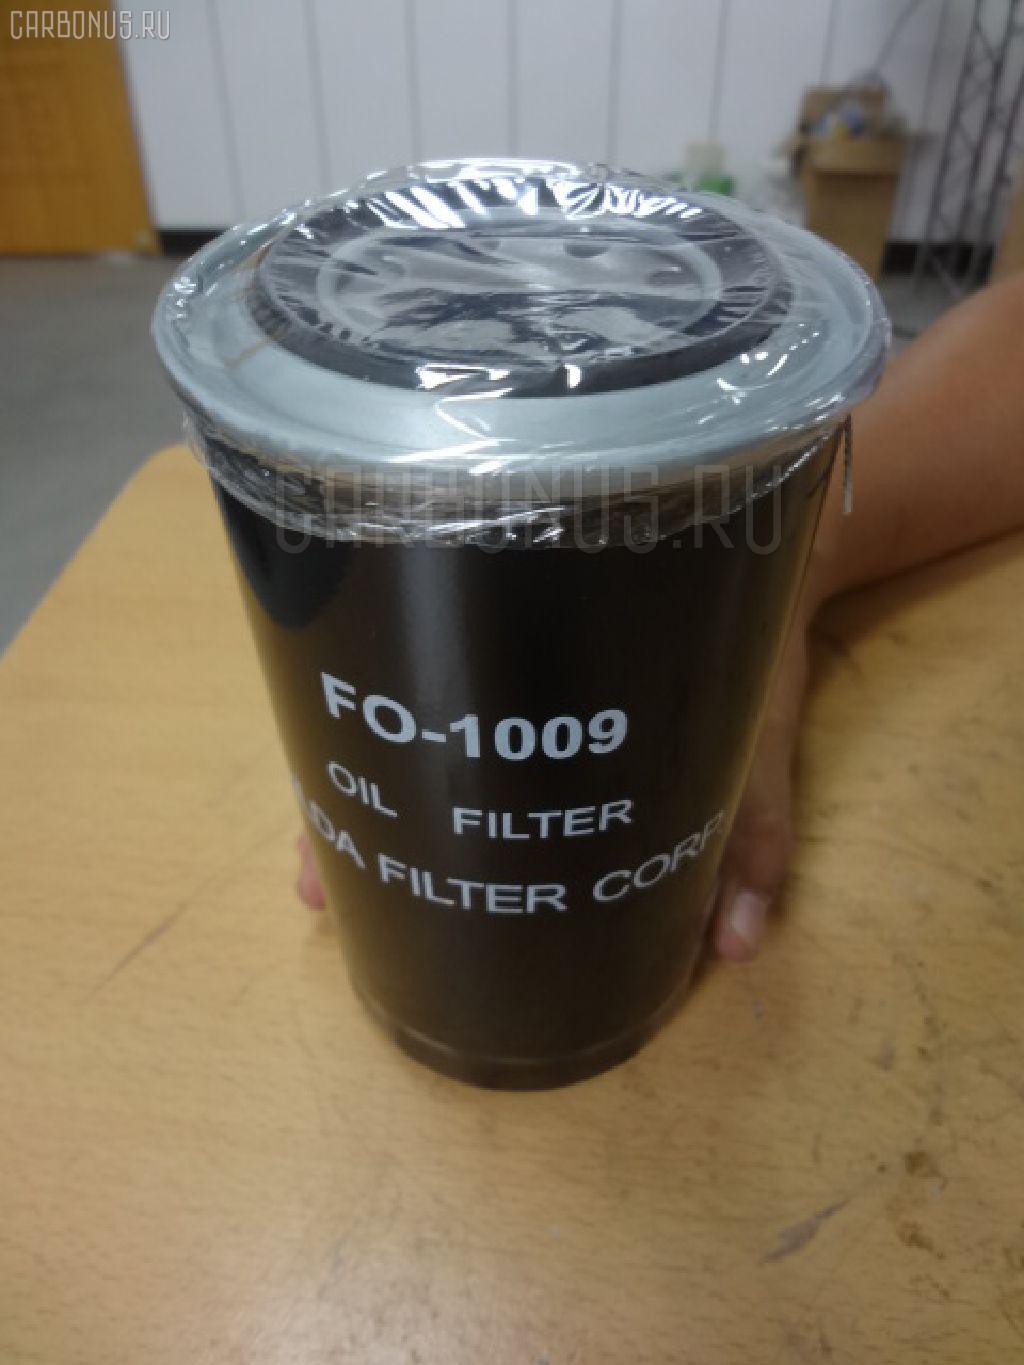 CARBONUS.RU
CARBONUS.RU
FO-1009
OIL FILTER
FILTER CORP.